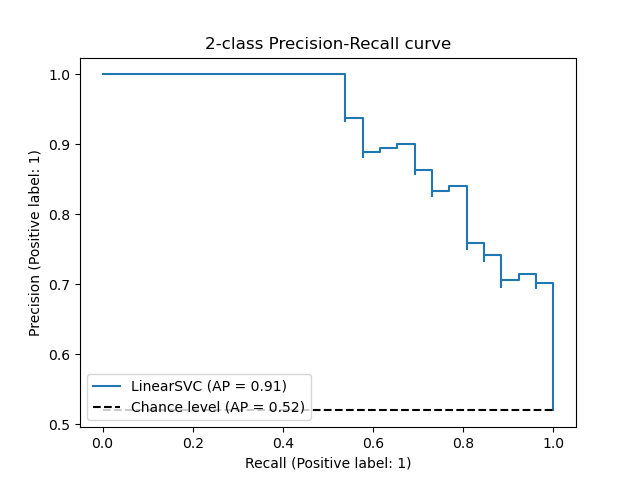 2-class Precision-Recall curve
Precision (Positive label: 1)
1.0
0.9
0.8
0.7
0.6
0.5
LinearSVC (AP = 0.91)
Chance level (AP = 0.52)
0.0 0.2 0.4 0.6 0.8 1.0
Recall (Positive label: 1)